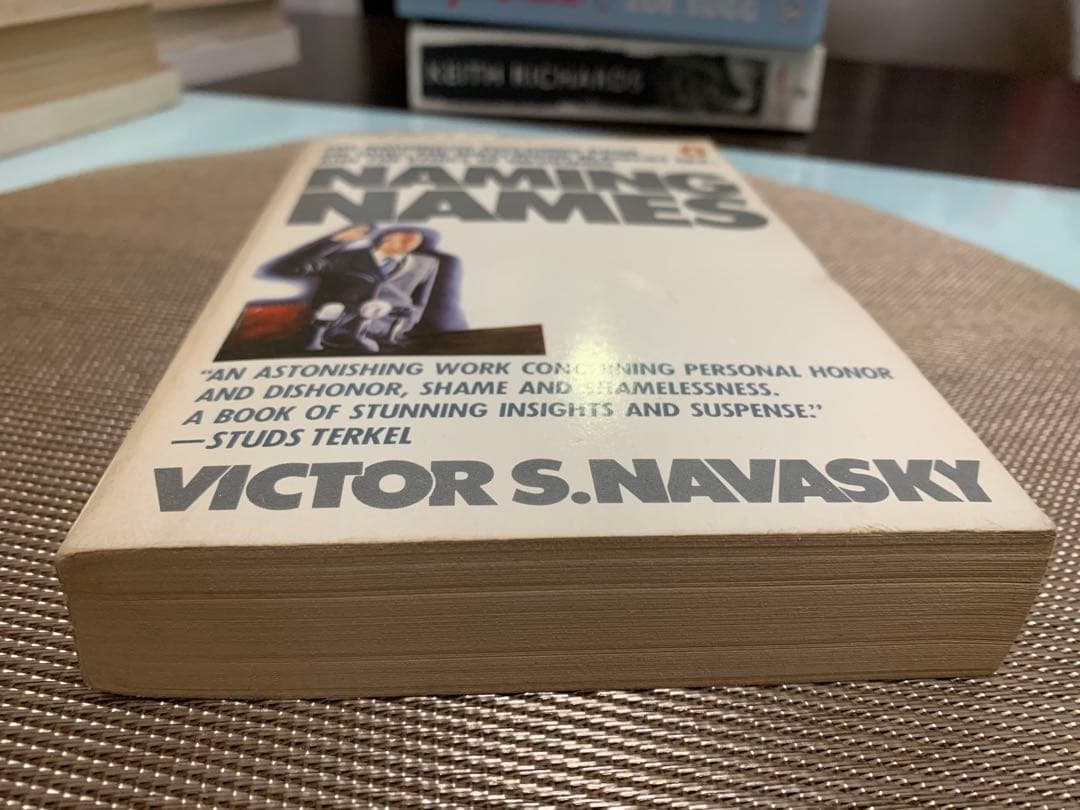 KEITH RICHARDS
NAMING
NAMES
"AN ASTONISHING WORK CONCERNING PERSONAL HONOR
AND DISHONOR, SHAME AND SHAMELESSNESS.
A BOOK OF STUNNING INSIGHTS AND SUSPENSE."
—STUDS TERKEL
VICTOR S. NAVASKY